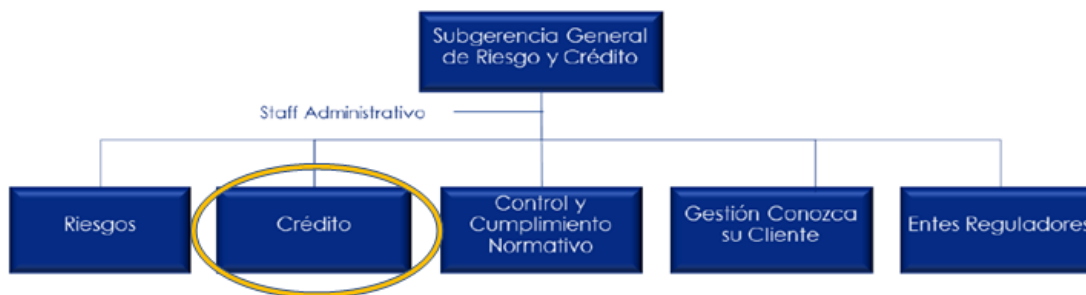 Subgerencia General
de Riesgo y Crédito
Staff Administrativo
Riesgos
Crédito
Control y
Cumplimiento
Normativo
Gestión Conozca
su Cliente
Entes Reguladores